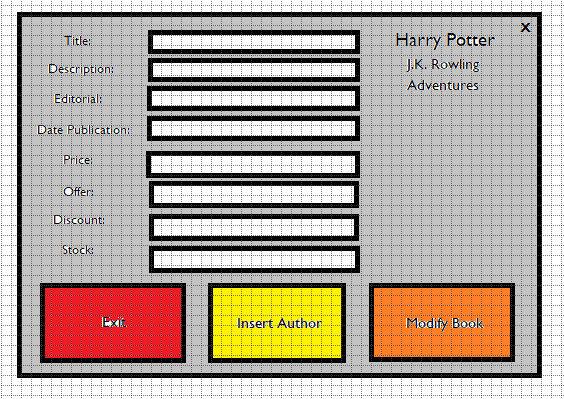 x
Title:
Description:
Editorial:
Date Publication:
Price:
Offer:
Discount:
Stock:
Harry Potter
J.K. Rowling
Adventures
Exit
Insert Author
Modify Book